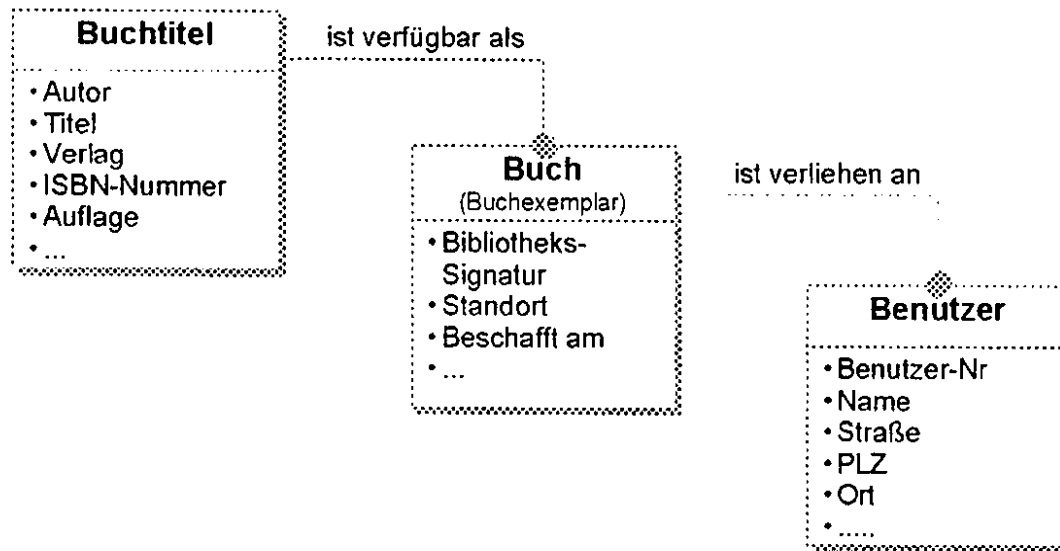 Buchtitel
• Autor
• Titel
• Verlag
• ISBN-Nummer
• Auflage
• ...
ist verfügbar als
Buch
(Buchexemplar)
• Bibliotheks-
Signatur
• Standort
• Beschafft am
• ...
ist verliehen an
Benutzer
• Benutzer-Nr
• Name
• Straße
• PLZ
• Ort
• .....